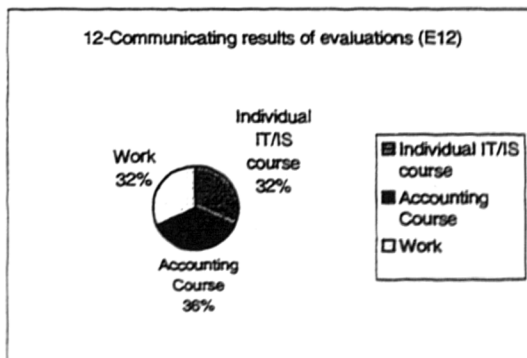 12-Communicating results of evaluations (E12)
Individual
IT/IS
course
32%
Work
32%
Accounting
Course
36%
Individual IT/IS
course
Accounting
Course
Work